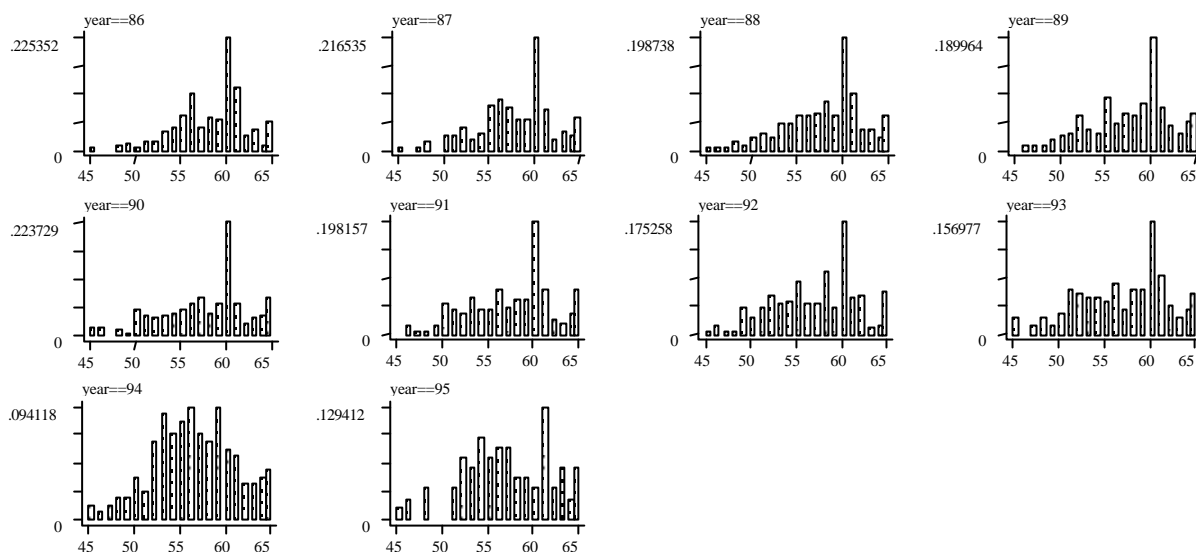 year==86
.225352
0
45 50 55 60 65
year==87
.216535
0
45 50 55 60 65
year==88
.198738
0
45 50 55 60 65
year==89
.189964
0
45 50 55 60 65
year==90
.223729
0
45 50 55 60 65
year==91
.198157
0
45 50 55 60 65
year==92
.175258
0
45 50 55 60 65
year==93
.156977
0
45 50 55 60 65
year==94
.094118
0
45 50 55 60 65
year==95
.129412
0
45 50 55 60 65